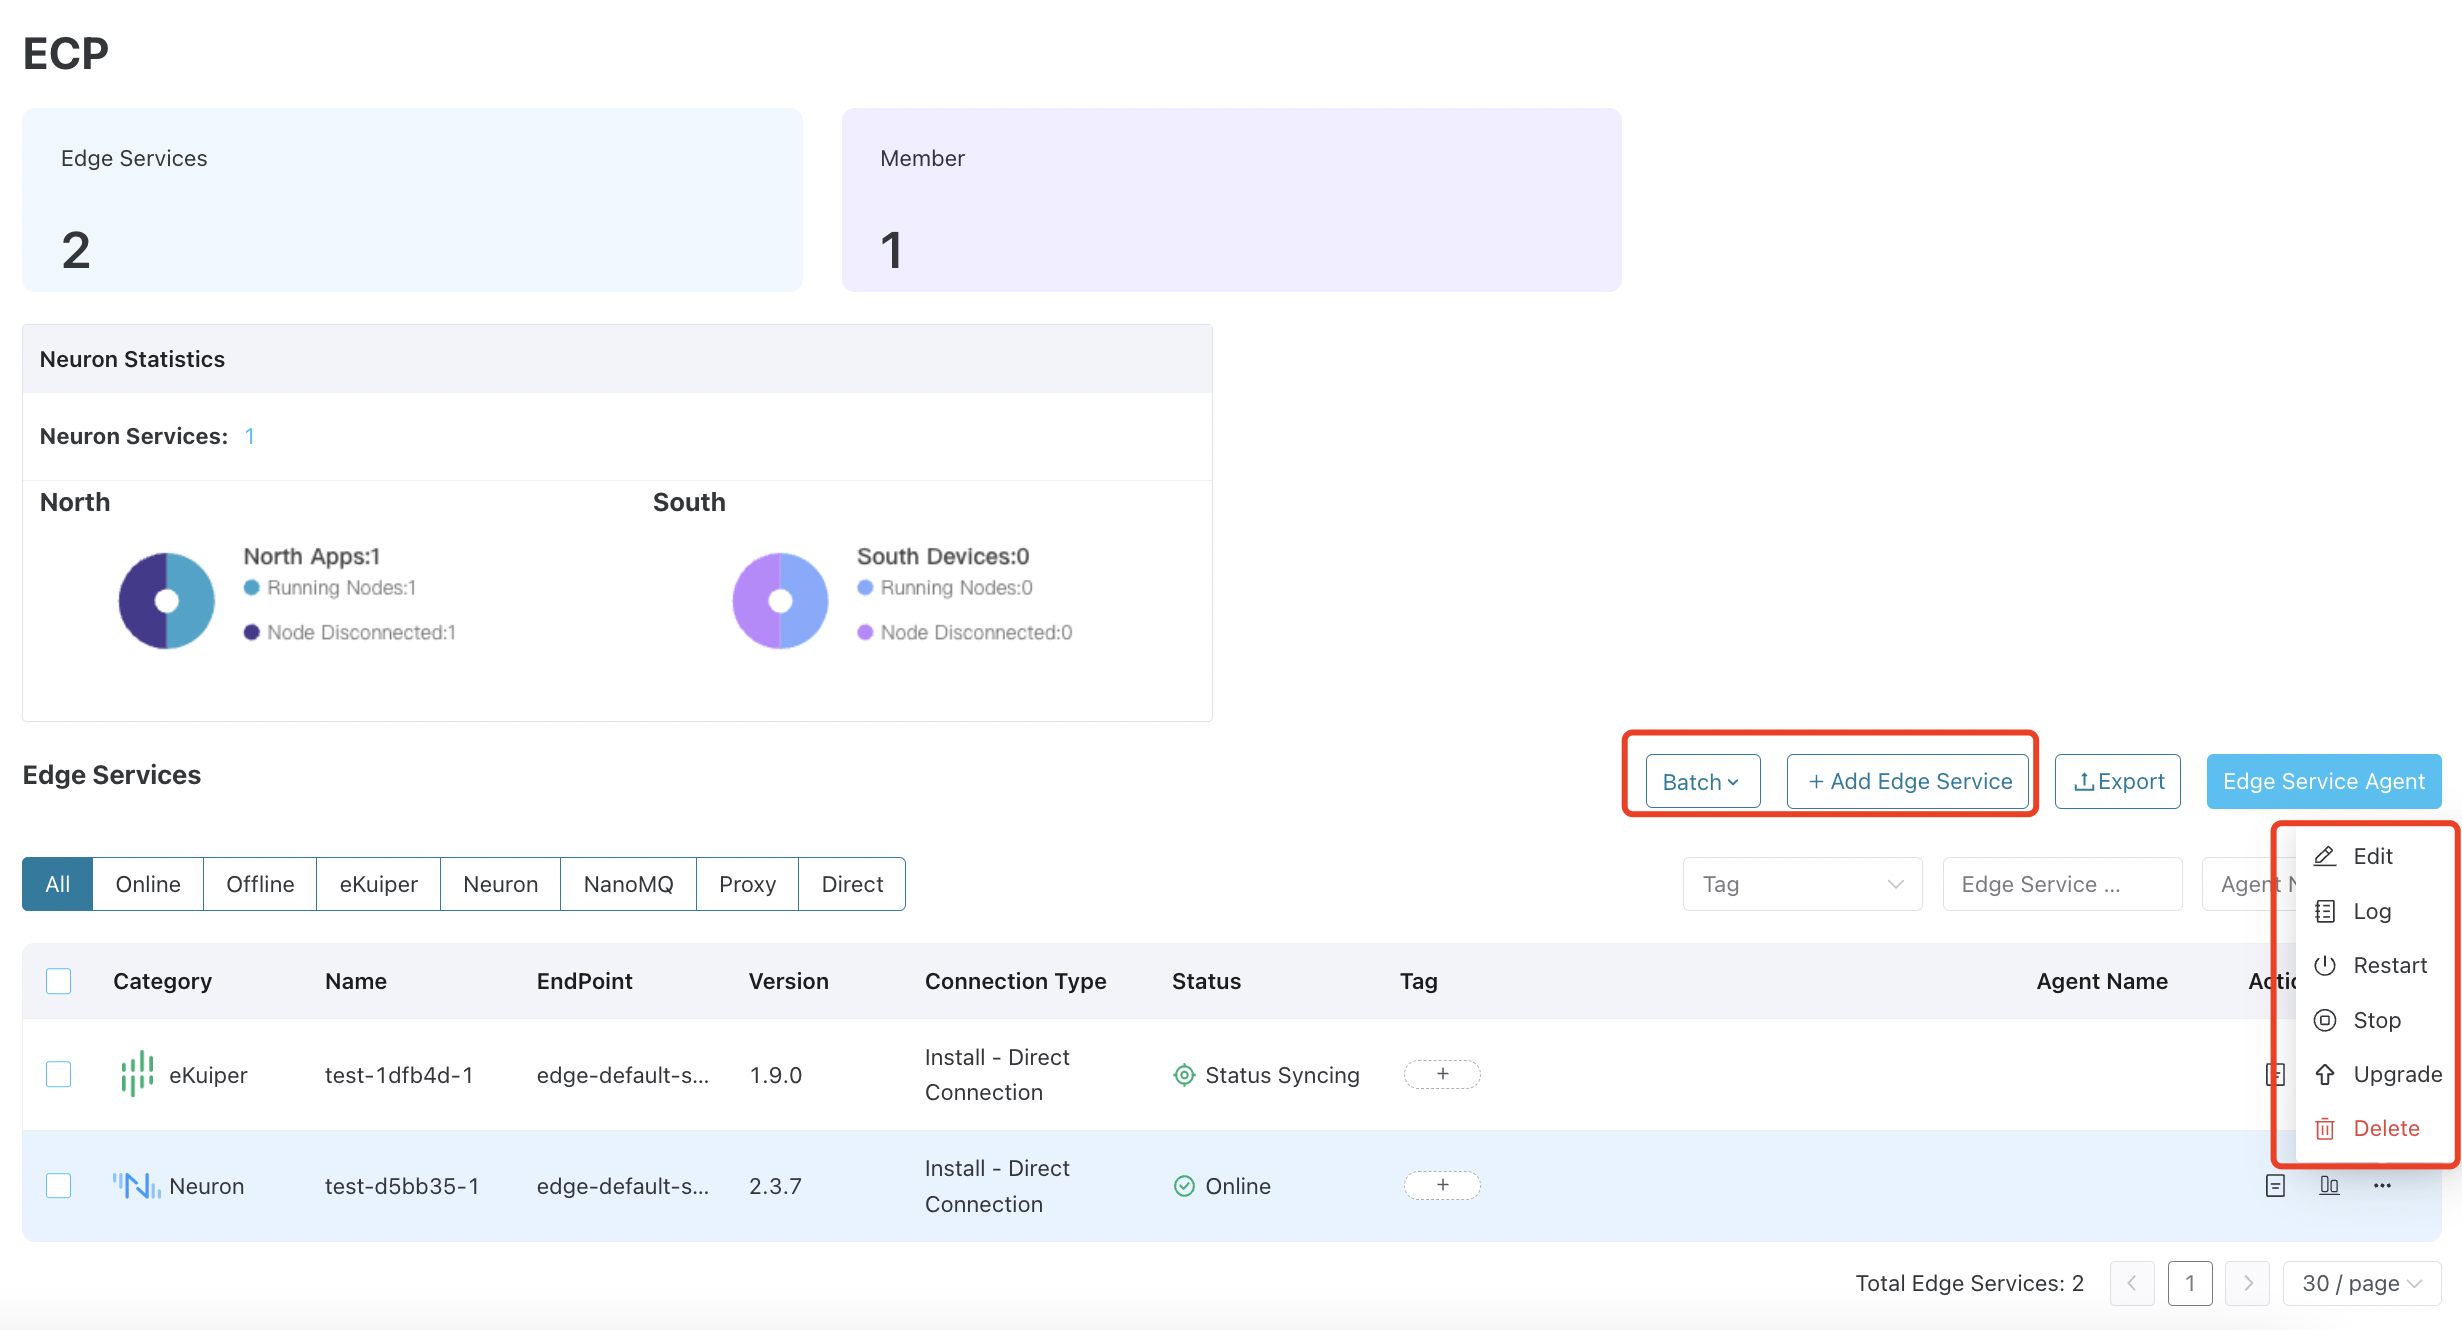 ECP
Edge Services
Member
2
1
Neuron Statistics
Neuron Services: 1
North
South
North Apps:1
Running Nodes:1
Node Disconnected:1
South Devices:0
Running Nodes:0
Node Disconnected:0
Edge Services
Batch
+ Add Edge Service
Export
Edge Service Agent
All
Online
Offline
eKuiper
Neuron
NanoMQ
Proxy
Direct
Tag
Edge Service ...
Agent
Edit
Log
Restart
Stop
Upgrade
Delete
Category
Name
EndPoint
Version
Connection Type
Status
Tag
Agent Name
eKuiper
test-1dfb4d-1
edge-default-s...
1.9.0
Install - Direct
Connection
Status Syncing
+
Neuron
test-d5bb35-1
edge-default-s...
2.3.7
Install - Direct
Connection
Online
+
Total Edge Services: 2
1
30 / page